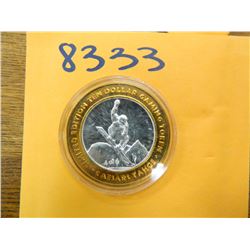 8333
LIMITED EDITION TEN DOLLAR GAMING TOKEN
CAESARS TAHOE